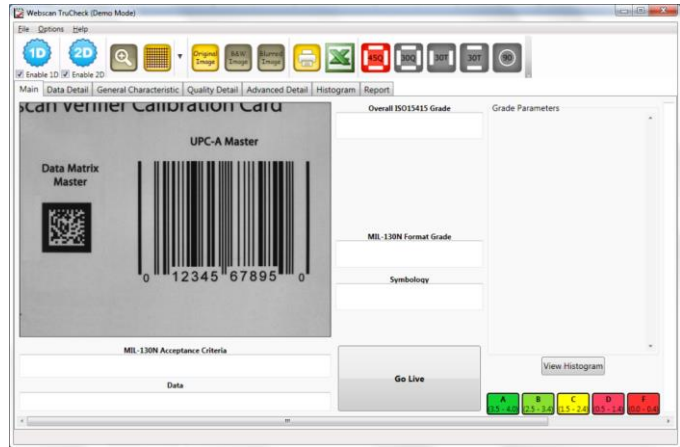 Webscan TruCheck (Demo Mode)
File Options Help
1D 2D Original Image B&W Image Blurred Image 45Q 30Q 30T 30T 90
Enable 1D Enable 2D
Main Data Detail General Characteristic Quality Detail Advanced Detail Histogram Report
scan Verifier Calibration Card
UPC-A Master
Data Matrix
Master
0 12345 67895 0
MIL-130N Acceptance Criteria
Data
Overall ISO15415 Grade
MIL-130N Format Grade
Symbology
Go Live
Grade Parameters
View Histogram
A B C D F
(3.5 - 4.0) (2.5 - 3.4) (1.5 - 2.4) (0.5 - 1.4) (0.0 - 0.4)